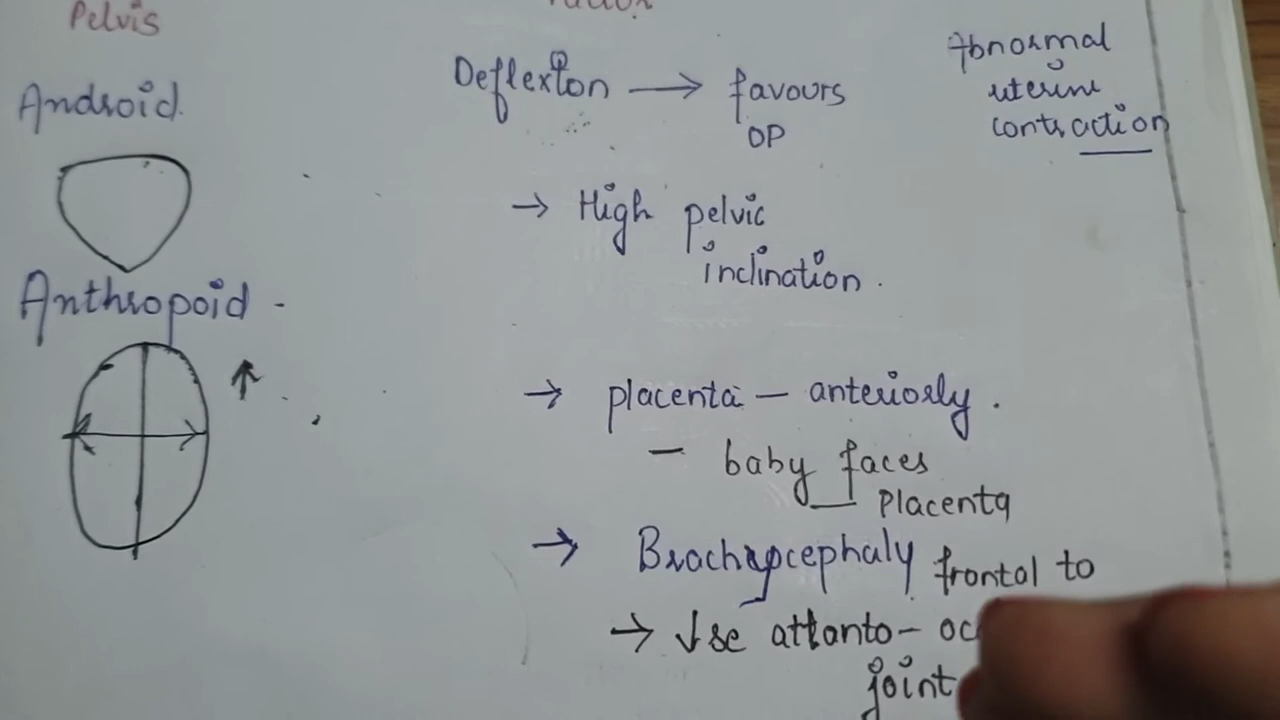 Pelvis
Android.
Anthropoid -
Deflexion → favours
OP
→ High pelvic
inclination.
→ placenta — anteriorly.
— baby faces
placenta
→ Brachycephaly frontal to
→ ↓se atlanto-
joint
Abnormal
uterine
contraction